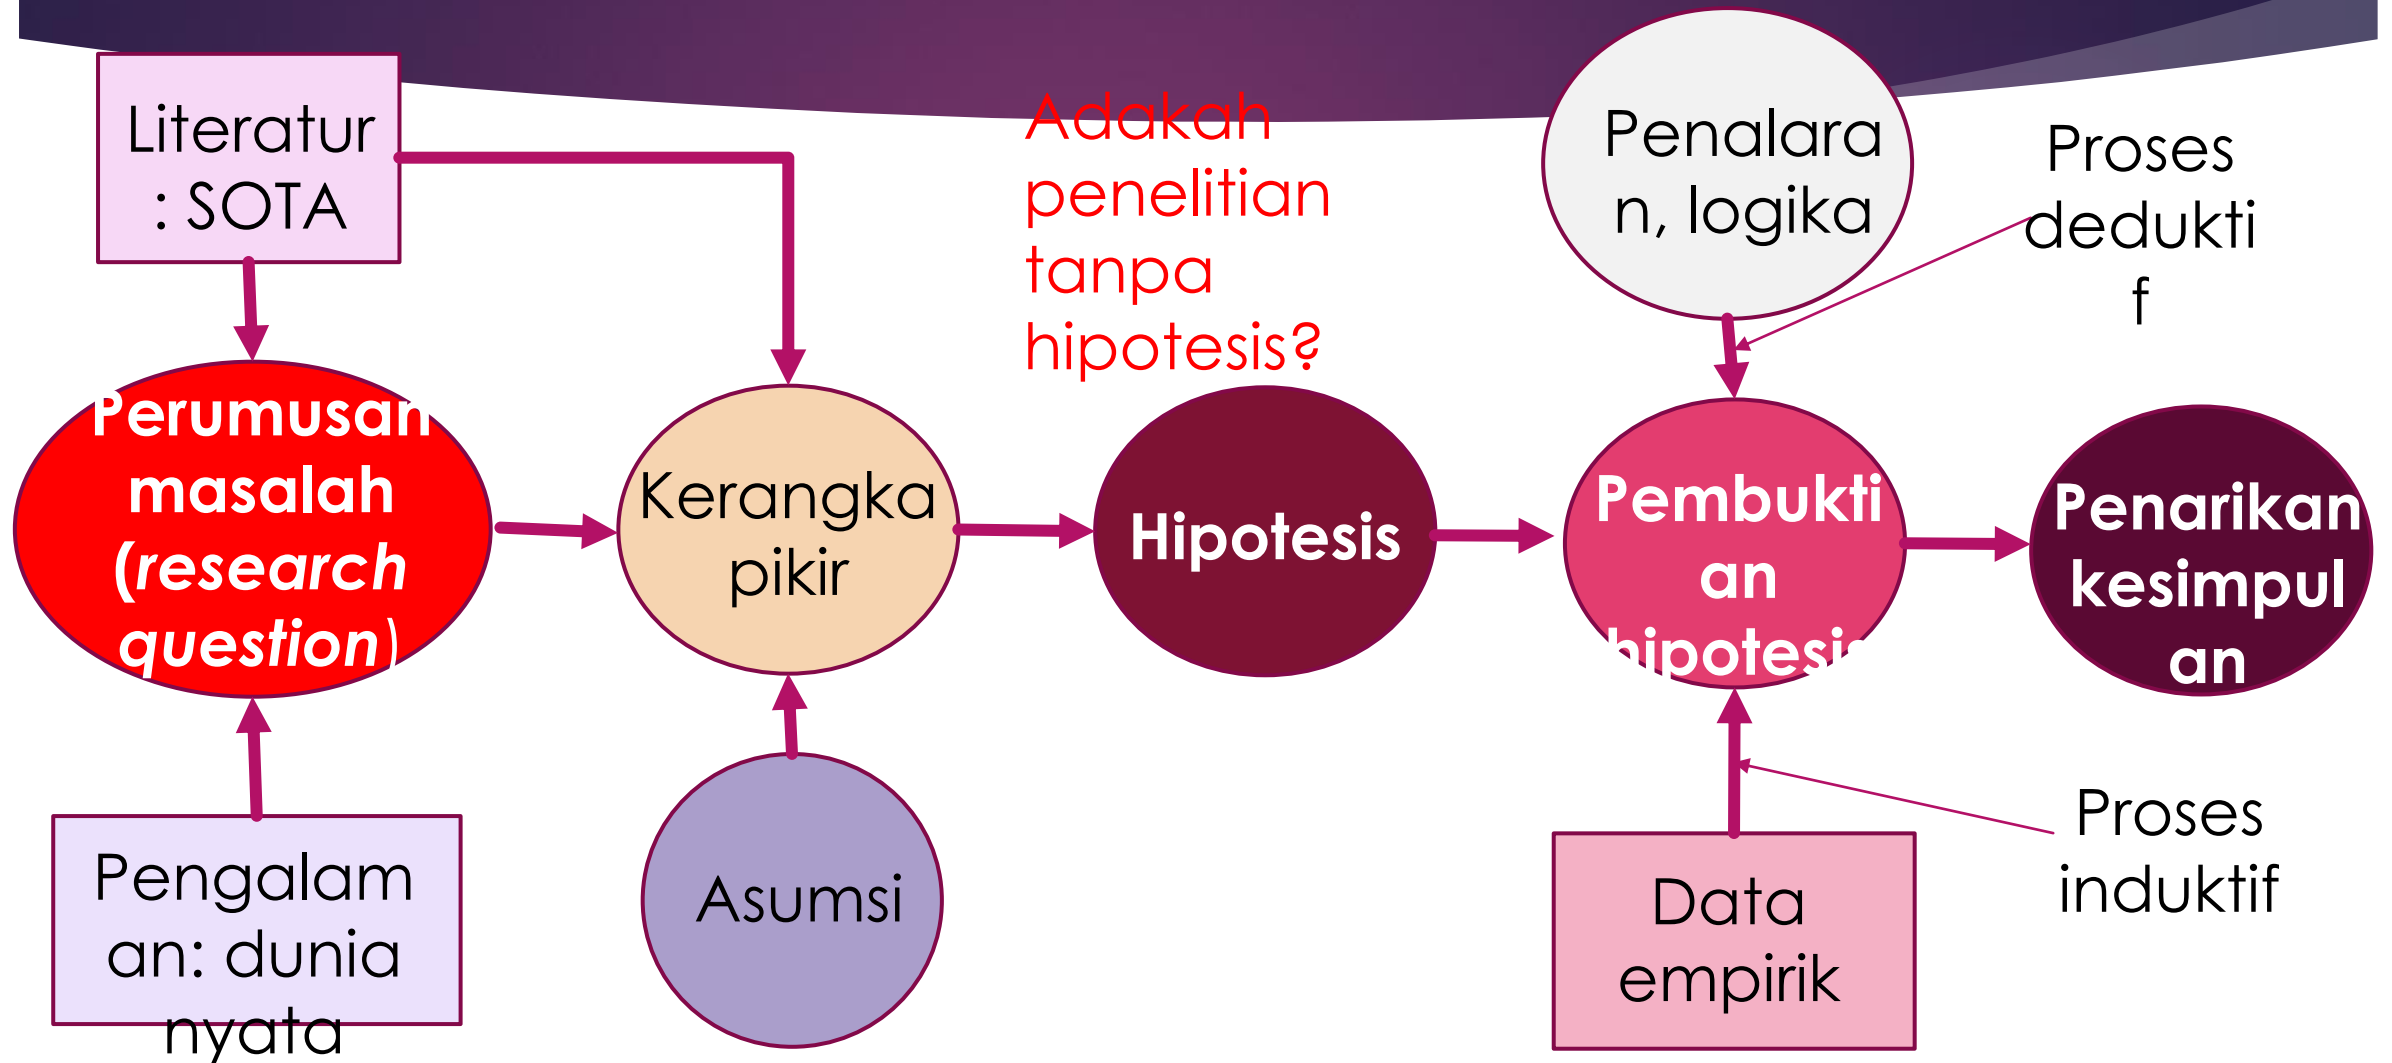 Literatur
: SOTA
Adakah
penelitian
tanpa
hipotesis?
Penalara
n, logika
Proses
dedukti
f
Perumusan
masalah
(research
question)
Kerangka
pikir
Hipotesis
Pembukti
an
hipotesis
Penarikan
kesimpul
an
Pengalam
an: dunia
nyata
Asumsi
Data
empirik
Proses
induktif